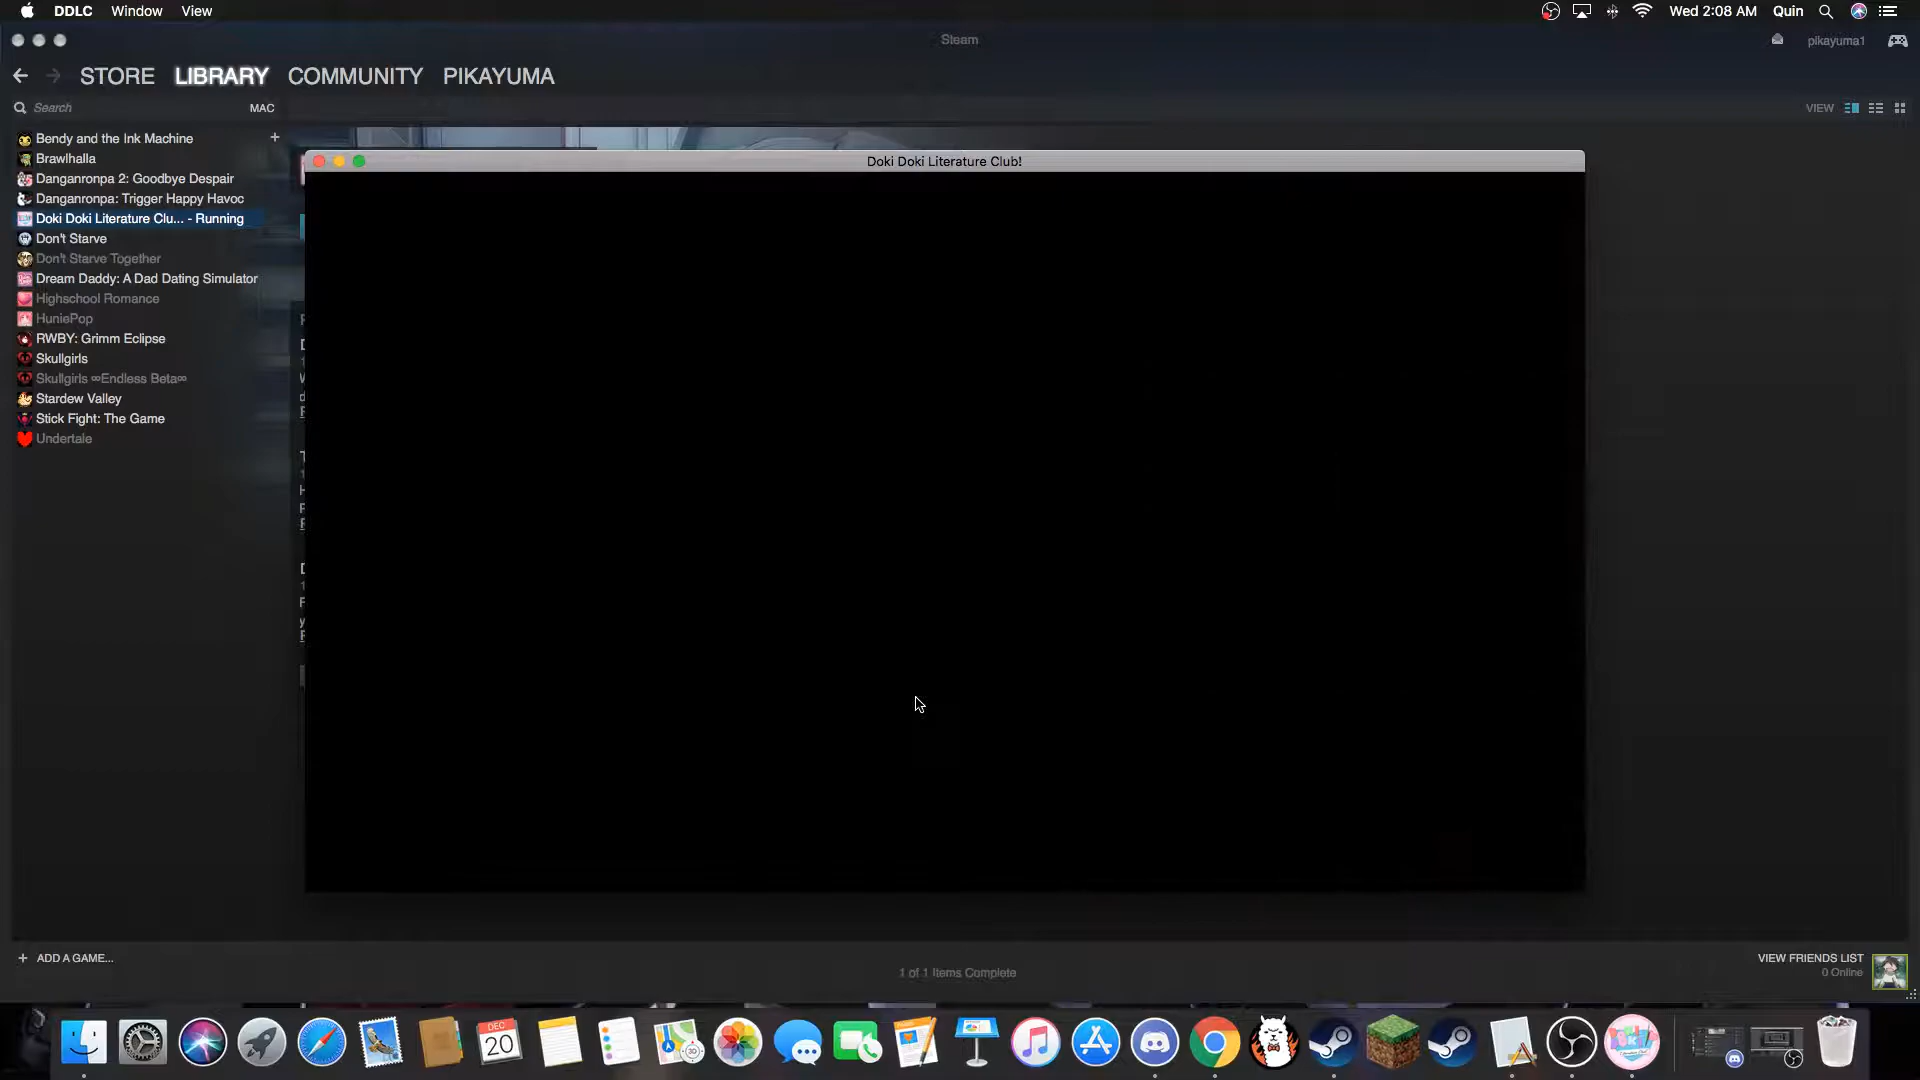 DDLC Window View Wed 2:08 AM Quin
Steam pikayuma1
STORE LIBRARY COMMUNITY PIKAYUMA
Search MAC VIEW
Bendy and the Ink Machine +
Brawlhalla
Doki Doki Literature Club!
Danganronpa 2: Goodbye Despair
Danganronpa: Trigger Happy Havoc
Doki Doki Literature Clu... - Running
Don't Starve
Don't Starve Together
Dream Daddy: A Dad Dating Simulator
Highschool Romance
HuniePop
RWBY: Grimm Eclipse
Skullgirls
Skullgirls ∞Endless Beta∞
Stardew Valley
Stick Fight: The Game
Undertale
+ ADD A GAME...
VIEW FRIENDS LIST
1 of 1 Items Complete
0 Online
DEC
20